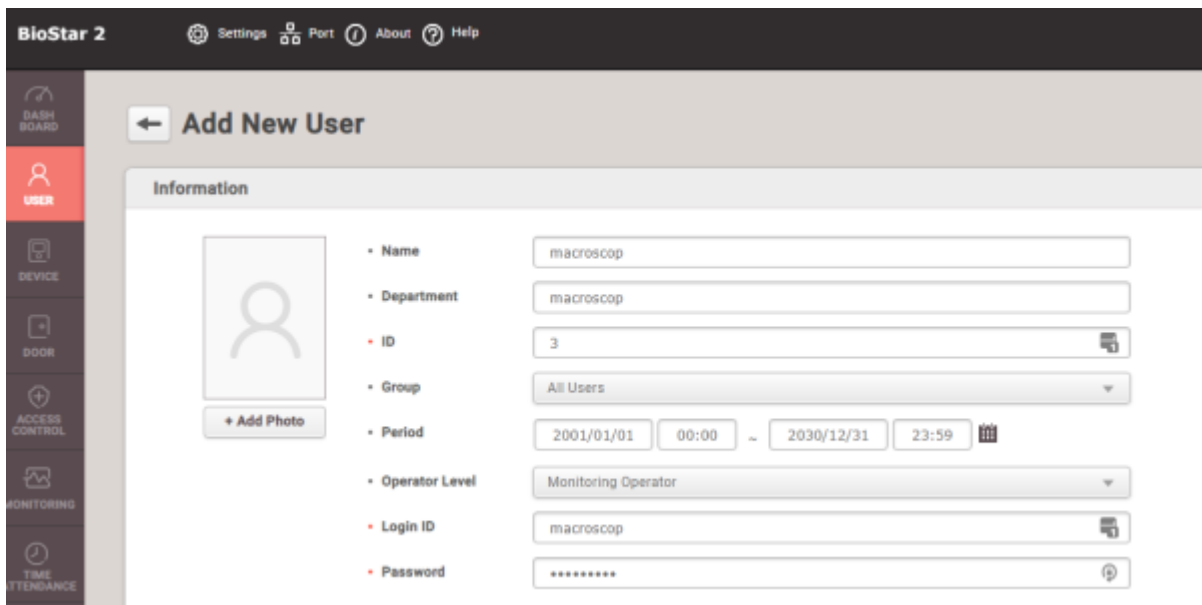 BioStar 2
Settings Port About Help
DASH
BOARD
Add New User
USER
Information
Name macroscop
DEVICE
Department macroscop
ID 3
DOOR
Group All Users
+ Add Photo
ACCESS
CONTROL
Period 2001/01/01 00:00 ~ 2030/12/31 23:59
Operator Level Monitoring Operator
MONITORING
Login ID macroscop
TIME
ATTENDANCE
Password •••••••••